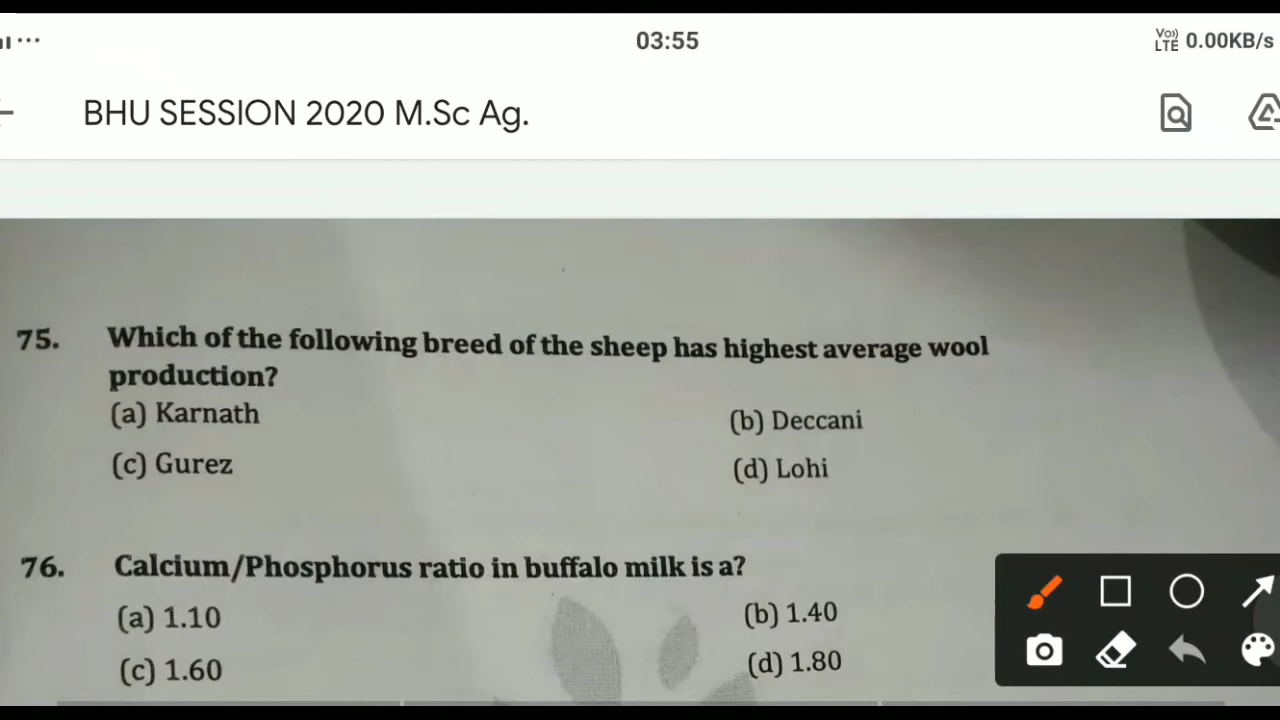 03:55
Vo)) LTE 0.00KB/s
BHU SESSION 2020 M.Sc Ag.
75. Which of the following breed of the sheep has highest average wool
production?
(a) Karnath (b) Deccani
(c) Gurez (d) Lohi
76. Calcium/Phosphorus ratio in buffalo milk is a?
(a) 1.10 (b) 1.40
(c) 1.60 (d) 1.80